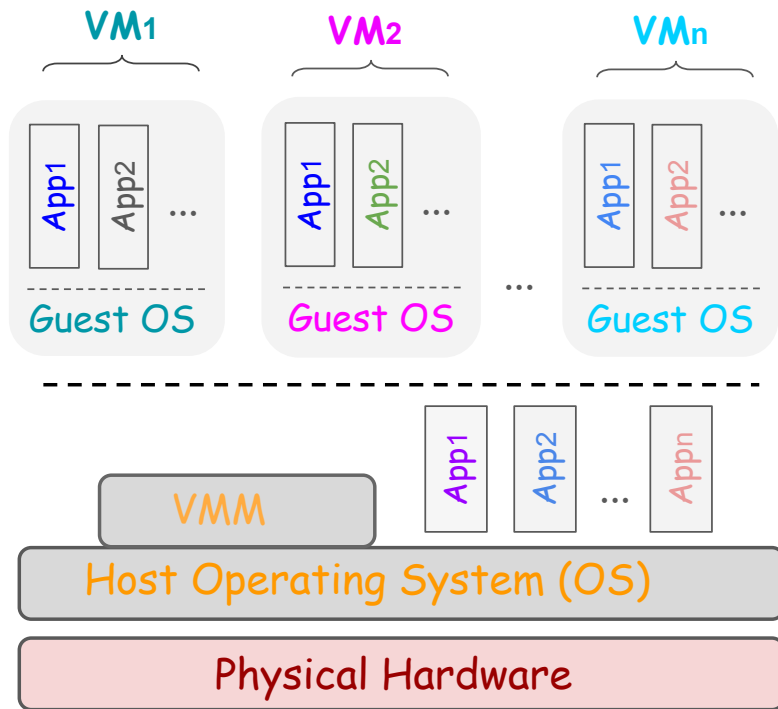 VM1 VM2 VMn
App1 App2 ... App1 App2 ... App1 App2 ...
...
Guest OS Guest OS Guest OS
App1 App2 ... Appn
VMM
Host Operating System (OS)
Physical Hardware